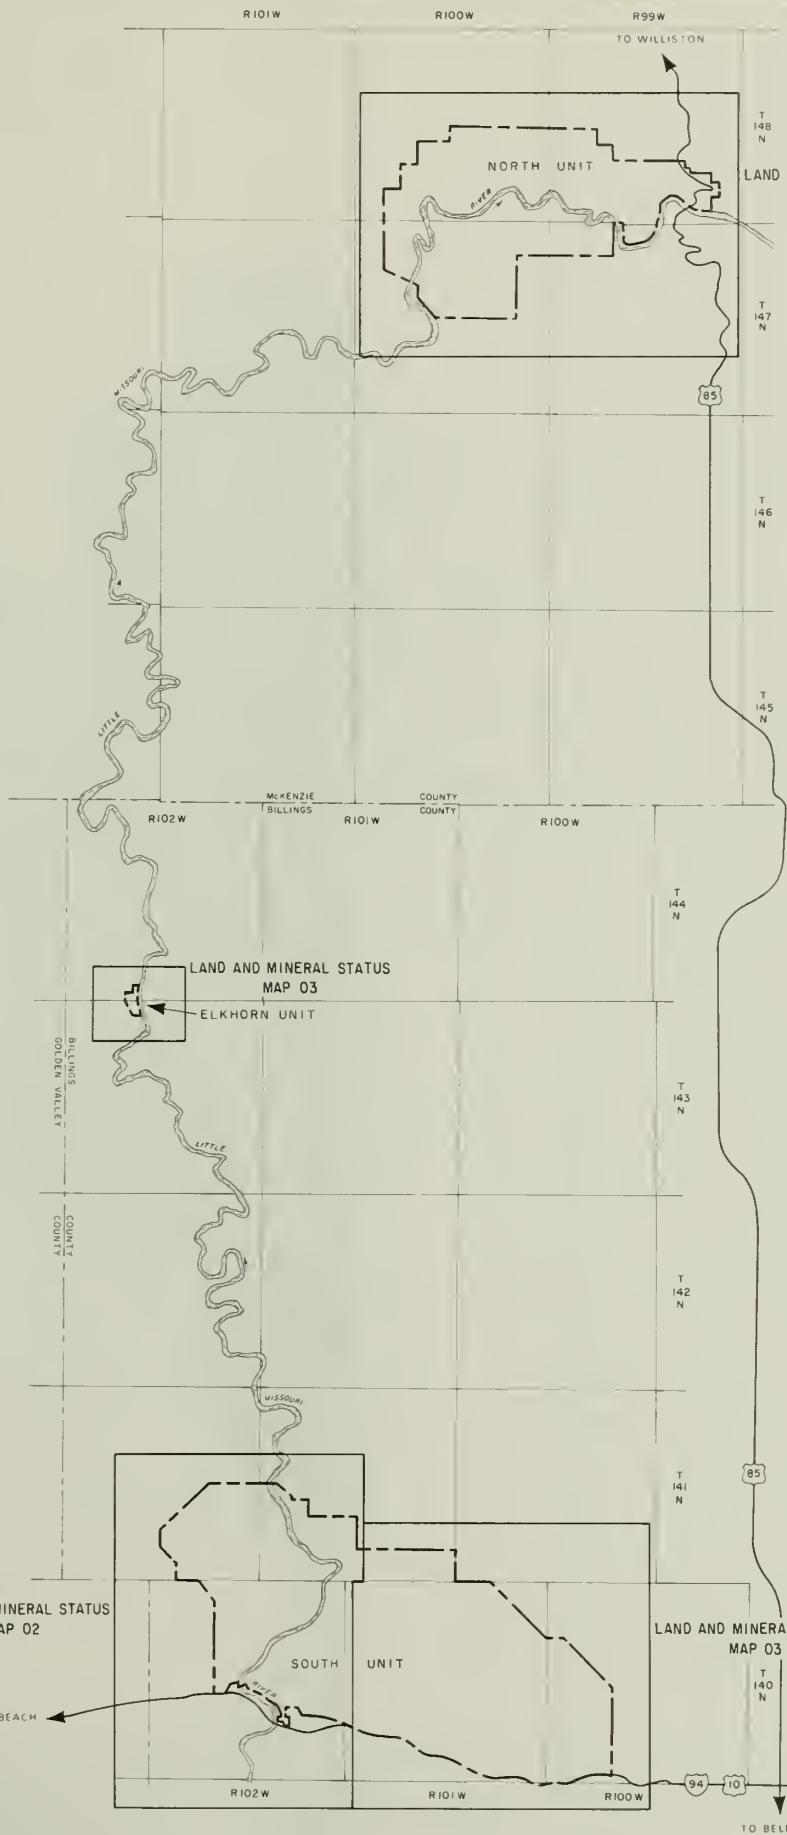 R101W R100W R99W
TO WILLISTON
T
148
N
NORTH UNIT
LAND
RIVER
T
147
N
MISSOURI
85
T
146
N
T
145
N
LITTLE
McKENZIE COUNTY
BILLINGS COUNTY
R102W R101W R100W
T
144
N
LAND AND MINERAL STATUS
MAP 03
ELKHORN UNIT
BILLINGS
GOLDEN VALLEY
T
143
N
LITTLE
COUNTY
COUNTY
T
142
N
MISSOURI
T
141
N
85
MINERAL STATUS
MAP 02
LAND AND MINERA
MAP 03
SOUTH UNIT
T
140
N
RIVER
BEACH
94 10
R102W R101W R100W
TO BEL